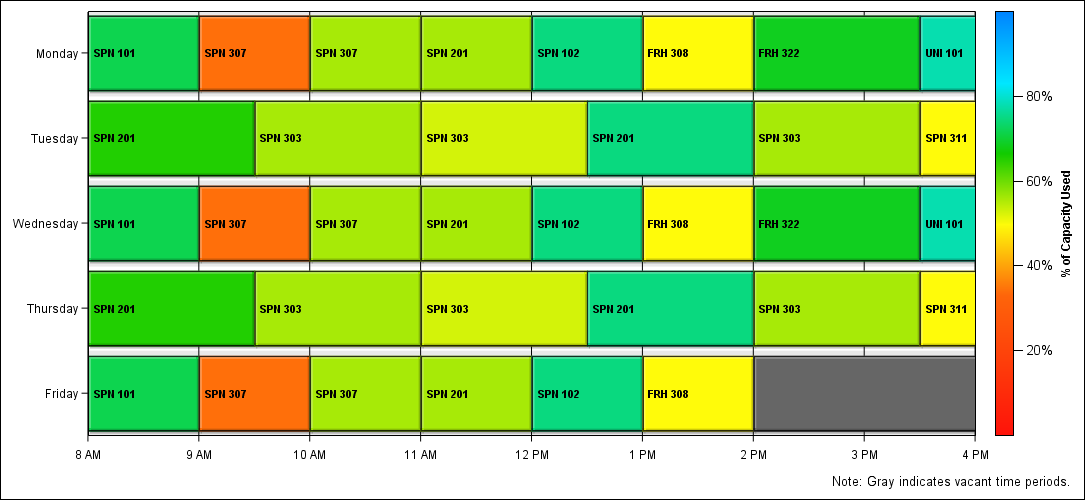 Monday
SPN 101 SPN 307 SPN 307 SPN 201 SPN 102 FRH 308 FRH 322 UNI 101
Tuesday
SPN 201 SPN 303 SPN 303 SPN 201 SPN 303 SPN 311
Wednesday
SPN 101 SPN 307 SPN 307 SPN 201 SPN 102 FRH 308 FRH 322 UNI 101
Thursday
SPN 201 SPN 303 SPN 303 SPN 201 SPN 303 SPN 311
Friday
SPN 101 SPN 307 SPN 307 SPN 201 SPN 102 FRH 308
8 AM 9 AM 10 AM 11 AM 12 PM 1 PM 2 PM 3 PM 4 PM
80%
60%
40%
20%
% of Capacity Used
Note: Gray indicates vacant time periods.